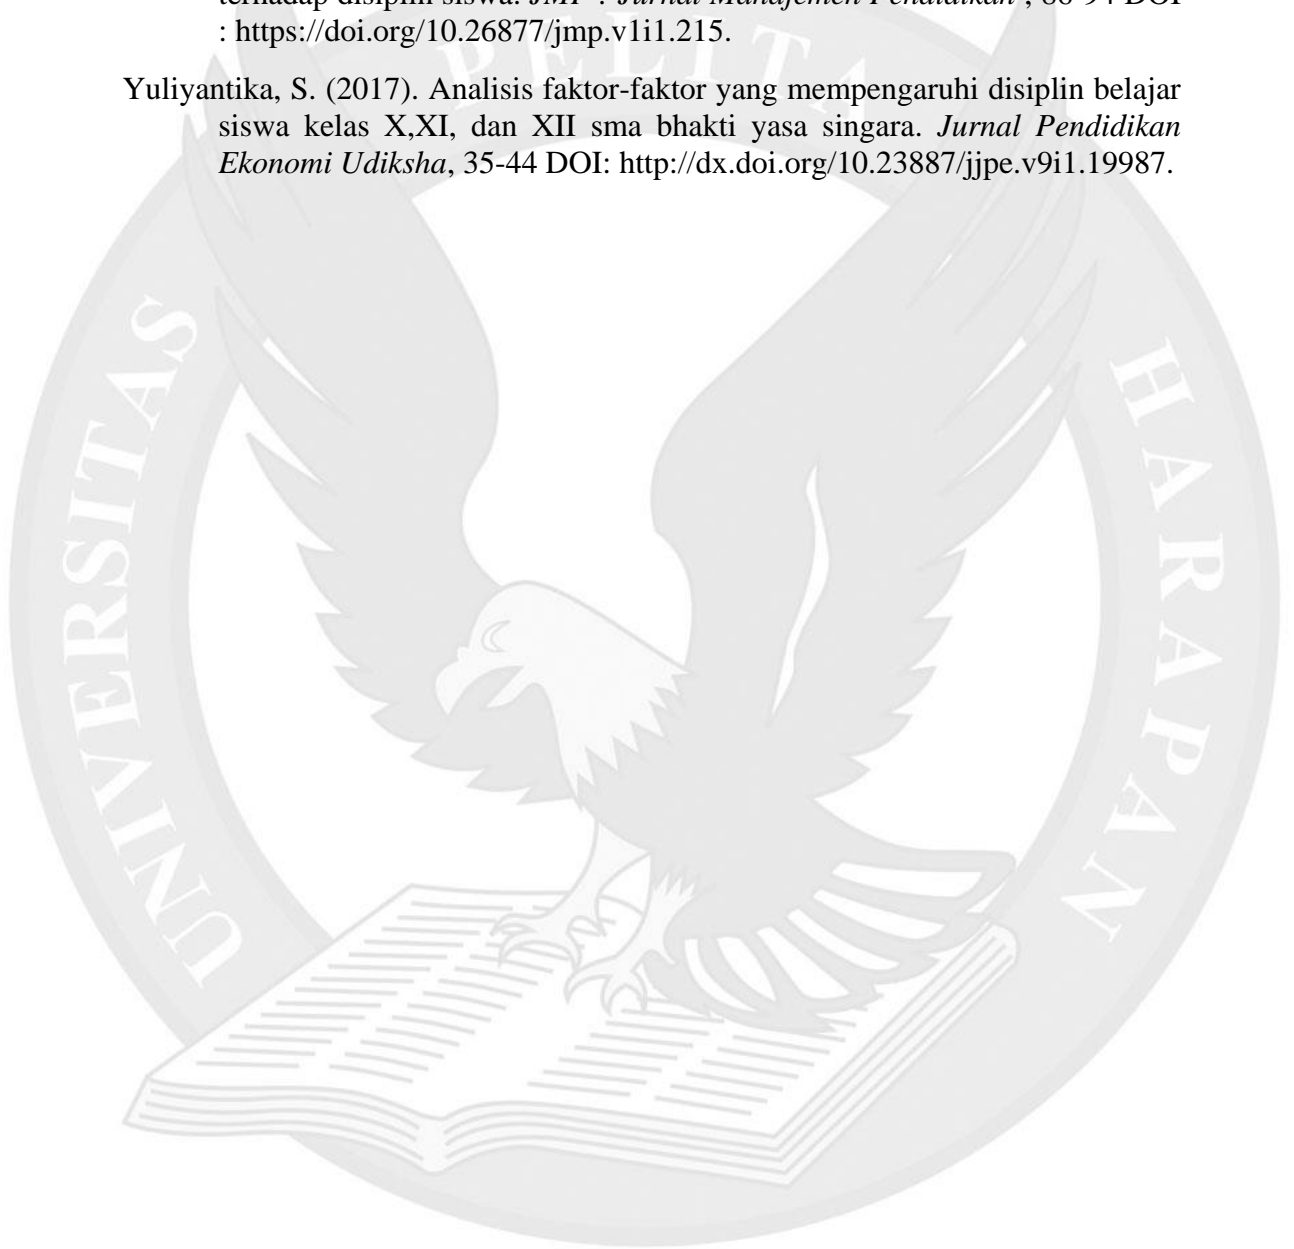 terhadap disiplin siswa. JMP : Jurnal Manajemen Pendidikan , 86-94 DOI
: https://doi.org/10.26877/jmp.v1i1.215.
Yuliyantika, S. (2017). Analisis faktor-faktor yang mempengaruhi disiplin belajar
siswa kelas X,XI, dan XII sma bhakti yasa singara. Jurnal Pendidikan
Ekonomi Udiksha, 35-44 DOI: http://dx.doi.org/10.23887/jjpe.v9i1.19987.
UNIVERSITAS
PELITA
HARAPAN